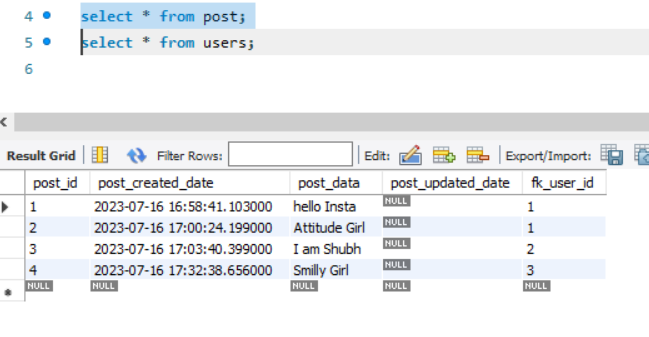 4 select * from post;
5 select * from users;
6
Result Grid Filter Rows: Edit: Export/Import:
post_id post_created_date post_data post_updated_date fk_user_id
1 2023-07-16 16:58:41.103000 hello Insta NULL 1
2 2023-07-16 17:00:24.199000 Attitude Girl NULL 1
3 2023-07-16 17:03:40.399000 I am Shubh NULL 2
4 2023-07-16 17:32:38.656000 Smilly Girl NULL 3
NULL NULL NULL NULL NULL